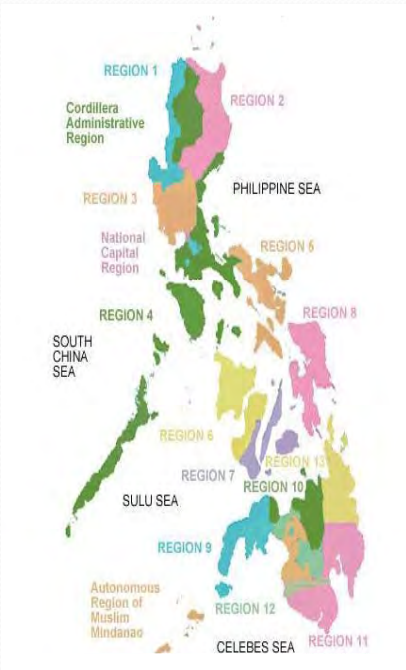 REGION 1
REGION 2
Cordillera
Administrative
Region
PHILIPPINE SEA
REGION 3
National
Capital
Region
REGION 5
REGION 4
REGION 8
SOUTH
CHINA
SEA
REGION 6
REGION 13
REGION 7
REGION 10
SULU SEA
REGION 9
Autonomous
Region of
Muslim
Mindanao
REGION 12
REGION 11
CELEBES SEA